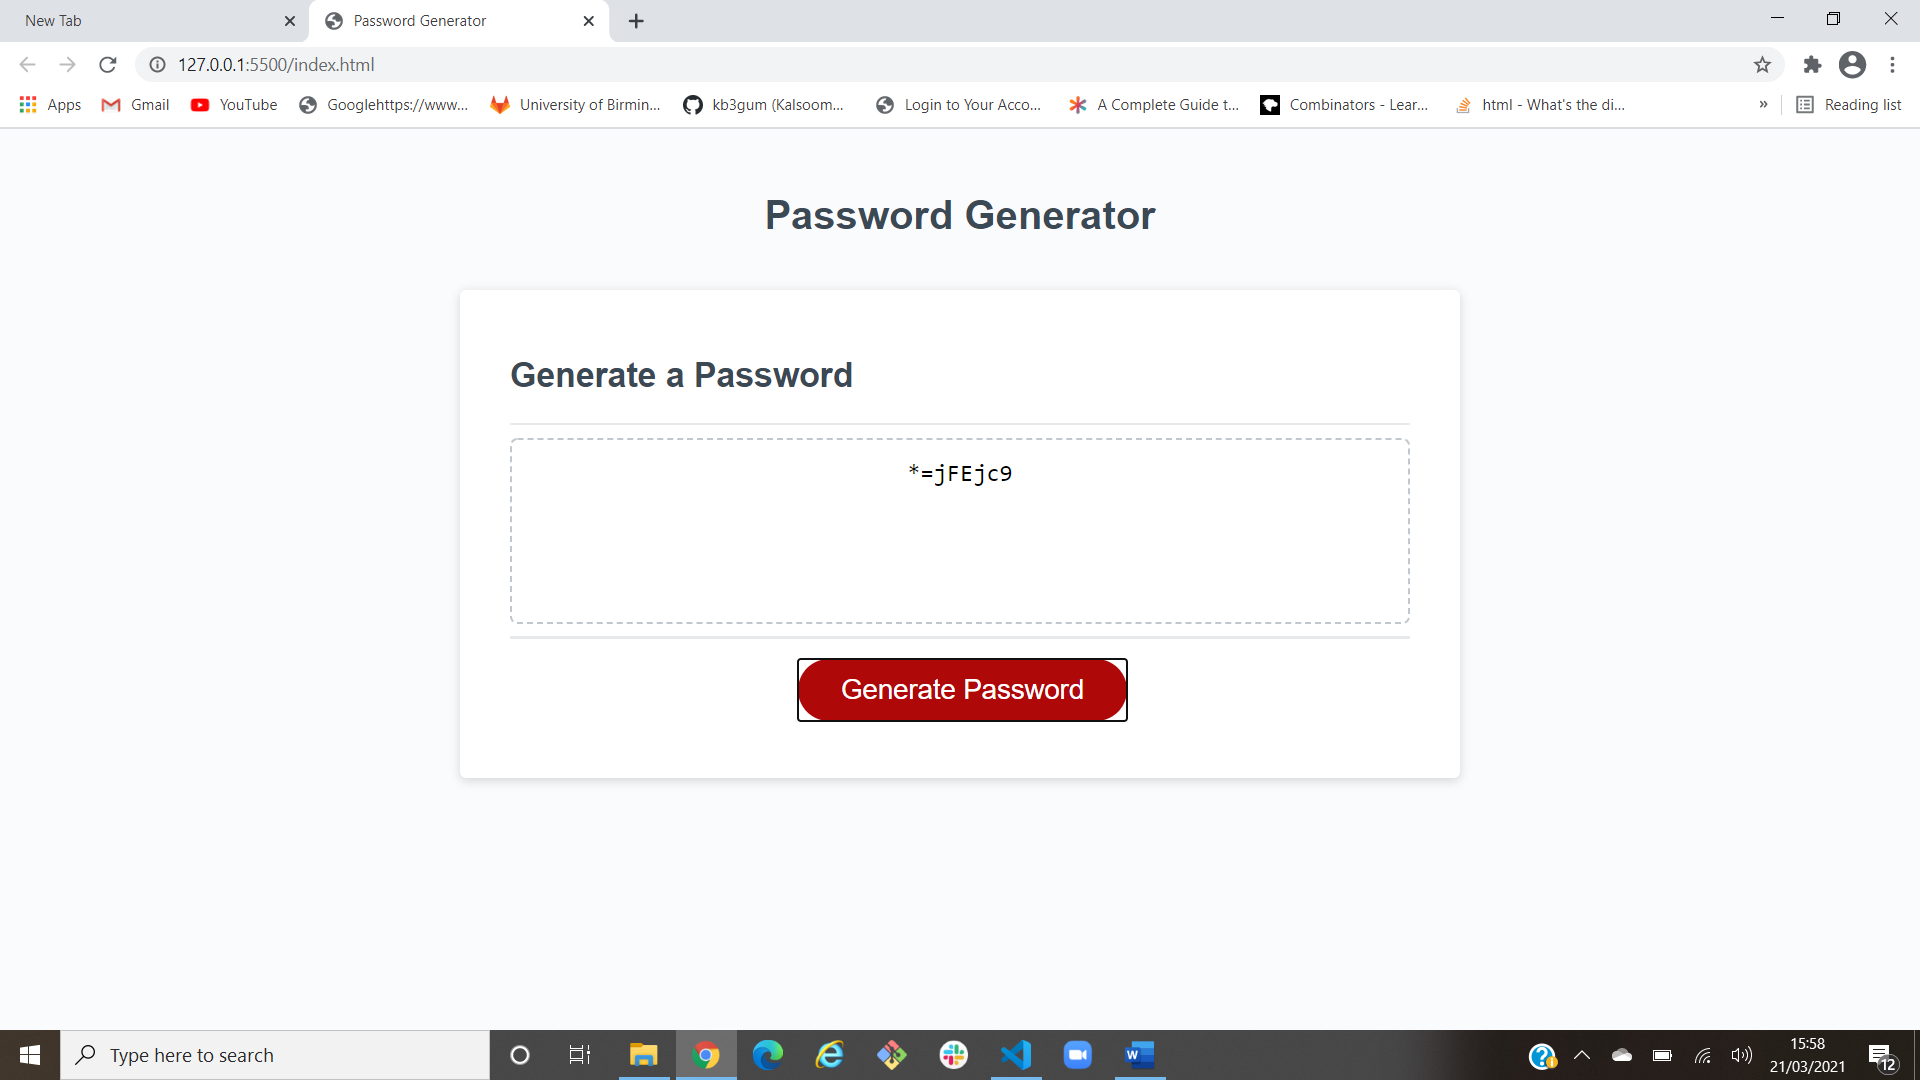 New Tab
Password Generator
127.0.0.1:5500/index.html
Apps
Gmail
YouTube
Googlehttps://www...
University of Birmin...
kb3gum (Kalsoom...
Login to Your Acco...
A Complete Guide t...
Combinators - Lear...
html - What's the di...
»
Reading list
Password Generator
Generate a Password
*=jFEjc9
Generate Password
Type here to search
15:58
21/03/2021
12